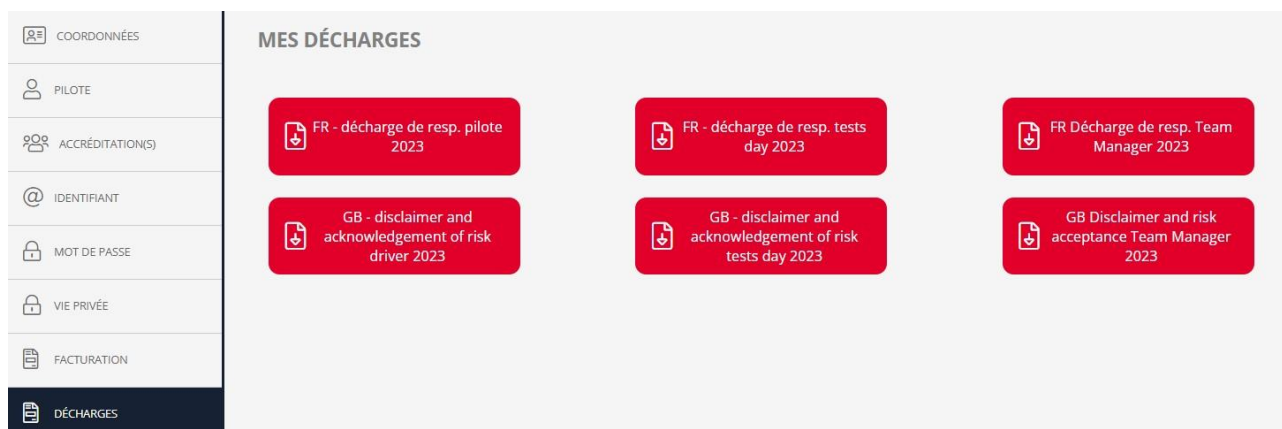 COORDONNÉES
PILOTE
ACCRÉDITATION(S)
IDENTIFIANT
MOT DE PASSE
VIE PRIVÉE
FACTURATION
DÉCHARGES
MES DÉCHARGES
FR - décharge de resp. pilote
2023
FR - décharge de resp. tests
day 2023
FR Décharge de resp. Team
Manager 2023
GB - disclaimer and
acknowledgement of risk
driver 2023
GB - disclaimer and
acknowledgement of risk
tests day 2023
GB Disclaimer and risk
acceptance Team Manager
2023